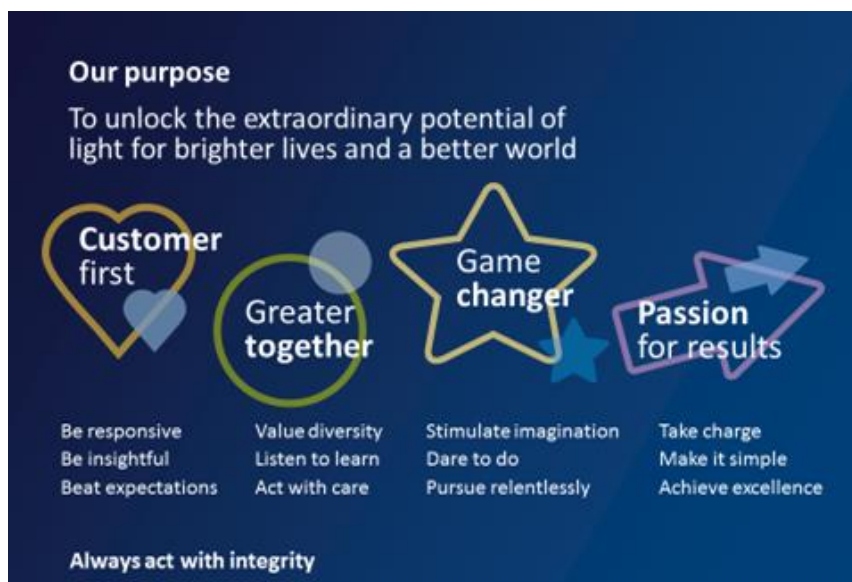 Our purpose
To unlock the extraordinary potential of
light for brighter lives and a better world
Customer
first
Greater
together
Game
changer
Passion
for results
Be responsive
Be insightful
Beat expectations
Value diversity
Listen to learn
Act with care
Stimulate imagination
Dare to do
Pursue relentlessly
Take charge
Make it simple
Achieve excellence
Always act with integrity